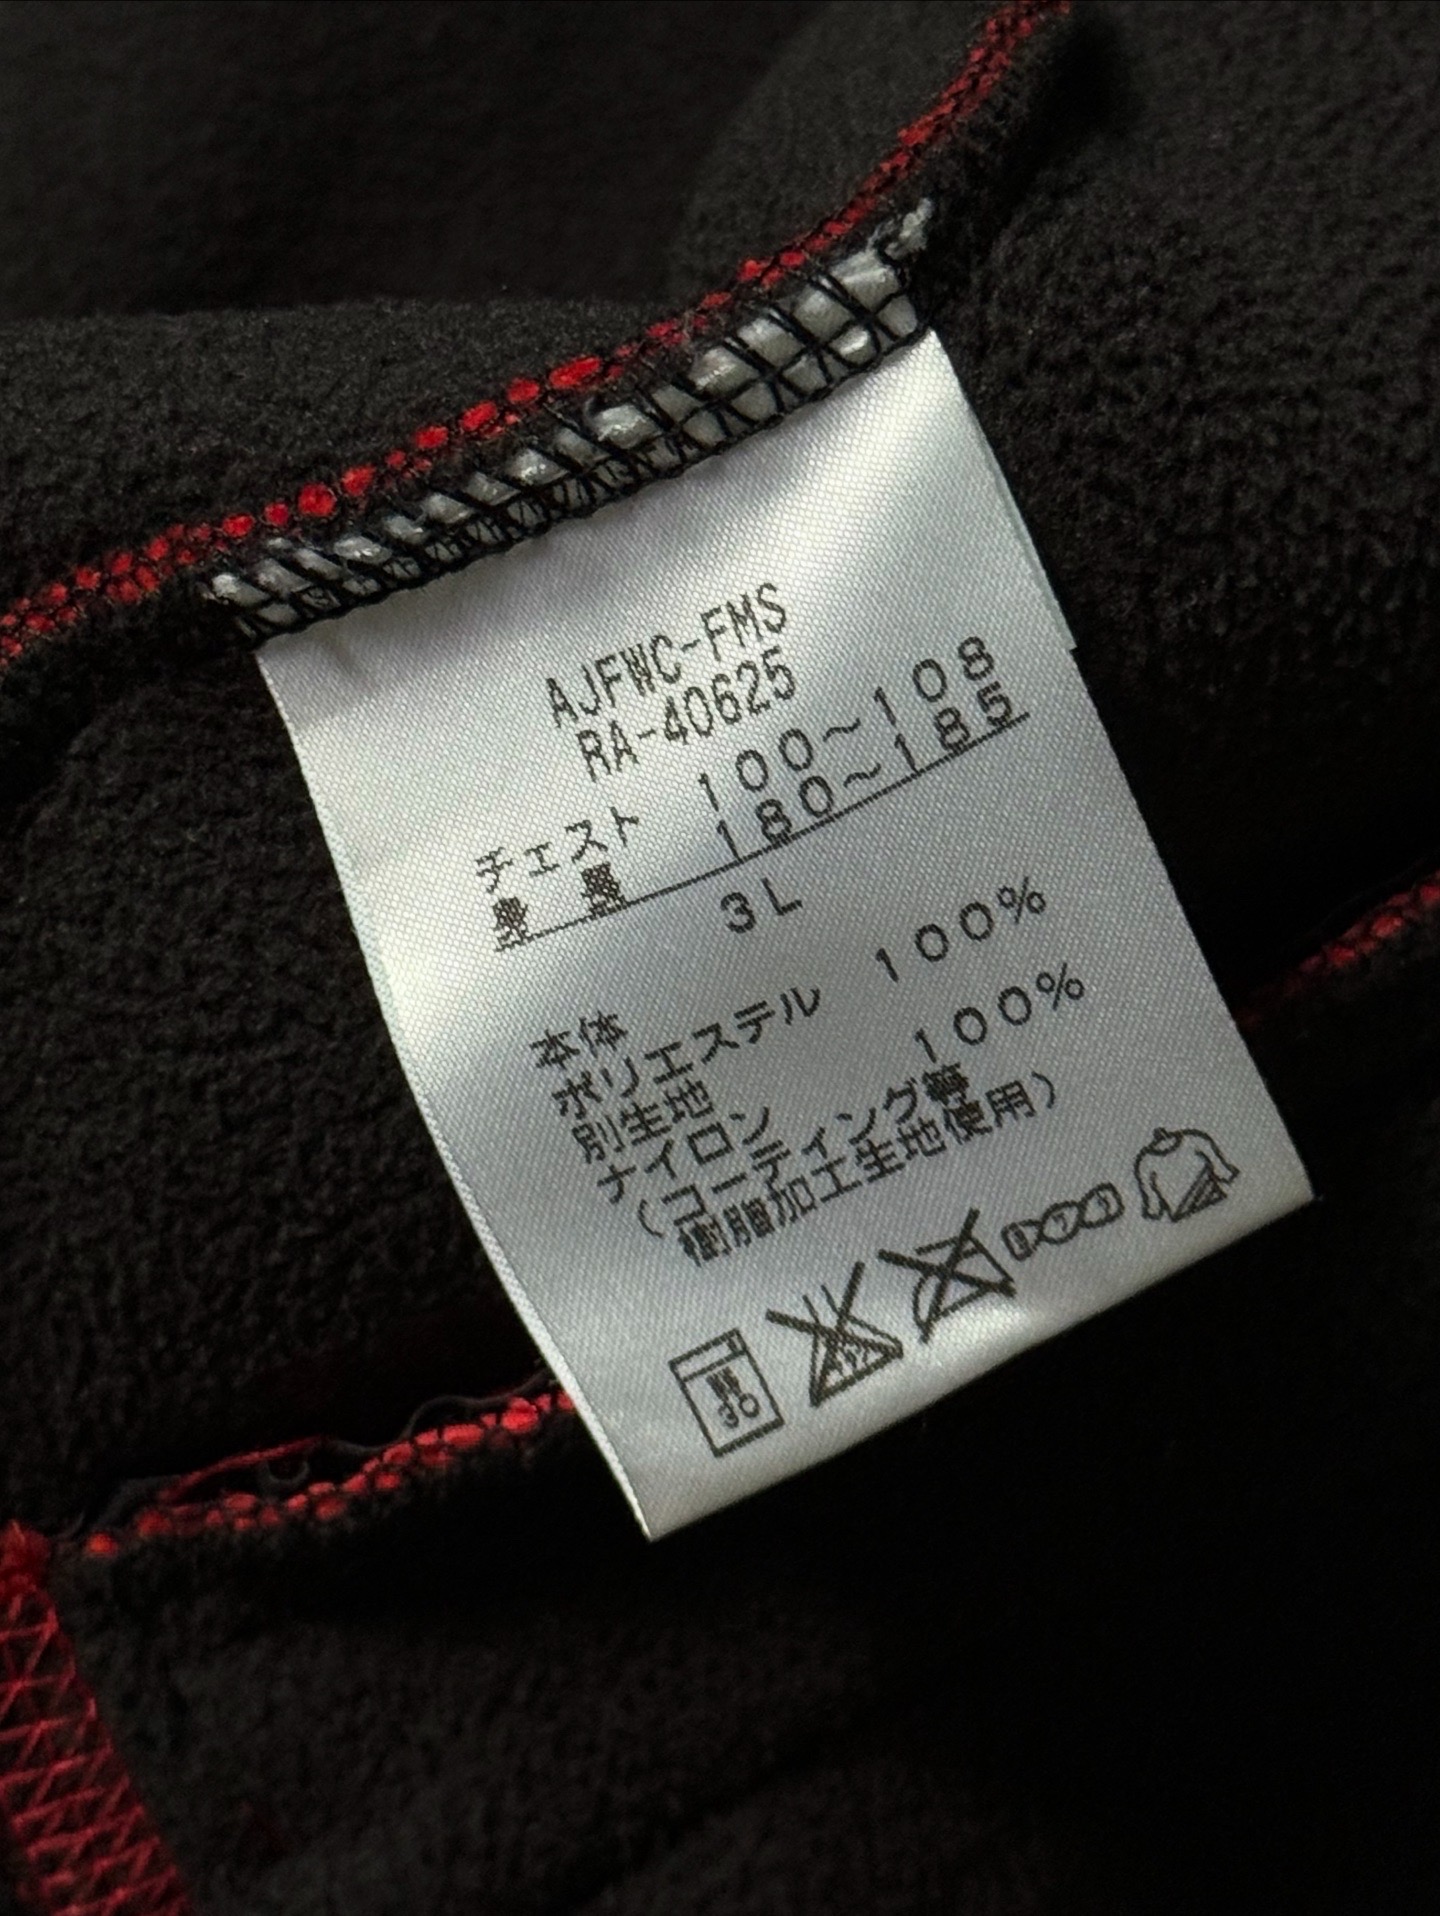 AJFWC-FMS
RA-40625
チェスト 100~108
180~185
3L
本体
ポリエステル 100%
別生地
ナイロン 100%
(コーティング等
樹脂加工生地使用)